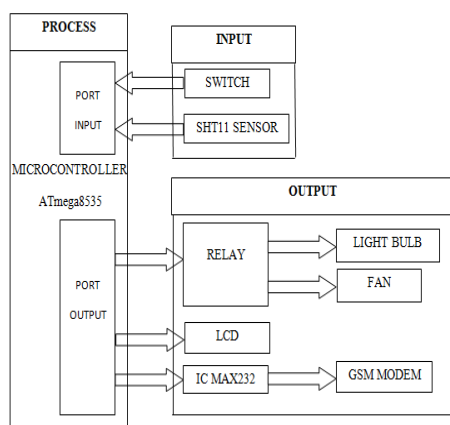 PROCESS
PORT
INPUT
MICROCONTROLLER
ATmega8535
PORT
OUTPUT
INPUT
SWITCH
SHT11 SENSOR
OUTPUT
RELAY
LIGHT BULB
FAN
LCD
IC MAX232
GSM MODEM